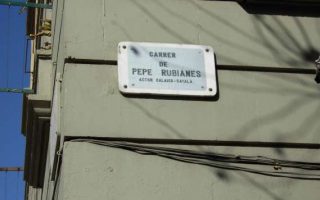 CARRER
DE
PEPE RUBIANES
ACTOR GALAICO-CATALÀ